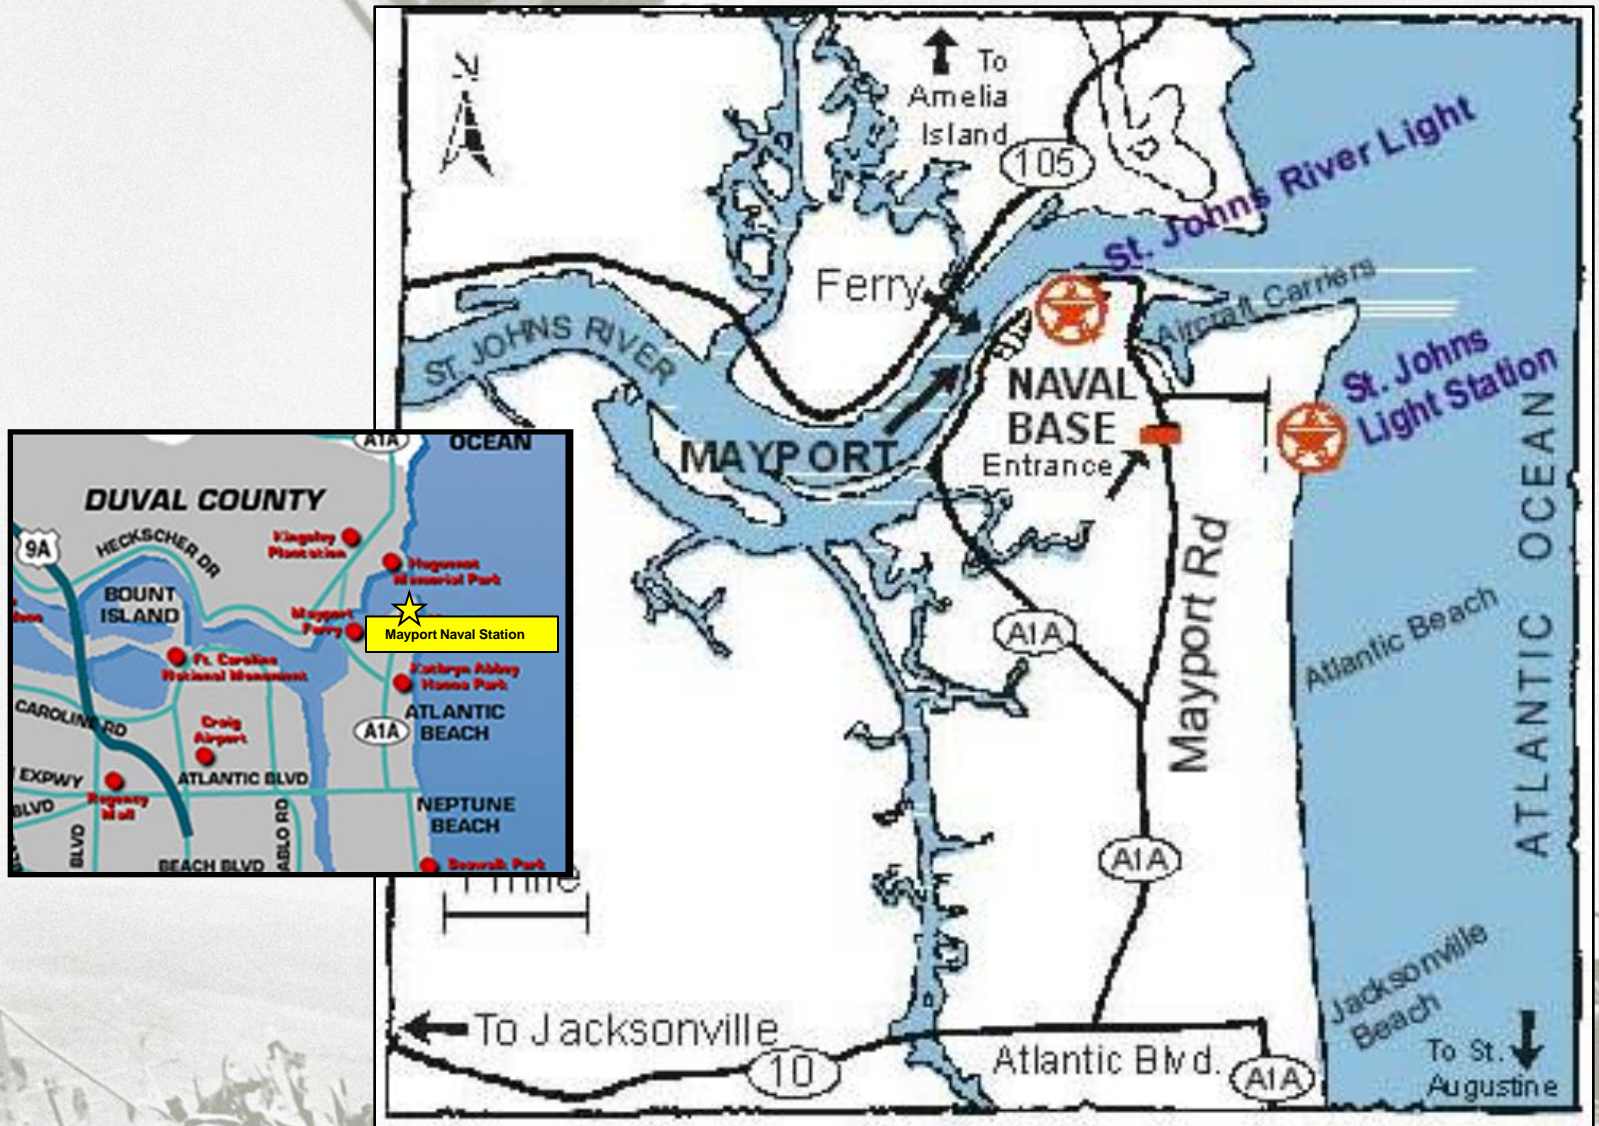 N
To
Amelia
Island
105
St. Johns River Light
Ferry
Aircraft Carriers
ST JOHNS RIVER
St. Johns
Light Station
NAVAL
BASE
Entrance
MAYPORT
ATLANTIC OCEAN
Mayport Rd
A1A
Atlantic Beach
A1A
Jacksonville
Beach
To Jacksonville
10
Atlantic Blvd.
A1A
To St.
Augustine
1 mile
A1A
OCEAN
DUVAL COUNTY
9A
HECKSCHER DR
Kingsley
Plantation
Huguenot
Memorial Park
BOUNT
ISLAND
Mayport
Ferry
Mayport Naval Station
Ft. Caroline
National Monument
Kathryn Abbey
Hanna Park
CAROLINE RD
Craig
Airport
A1A
ATLANTIC
BEACH
EXPWY
ATLANTIC BLVD
Regency
Mall
BLVD
NEPTUNE
BEACH
BLVD
ABLO RD
BEACH BLVD
Seawalk Park